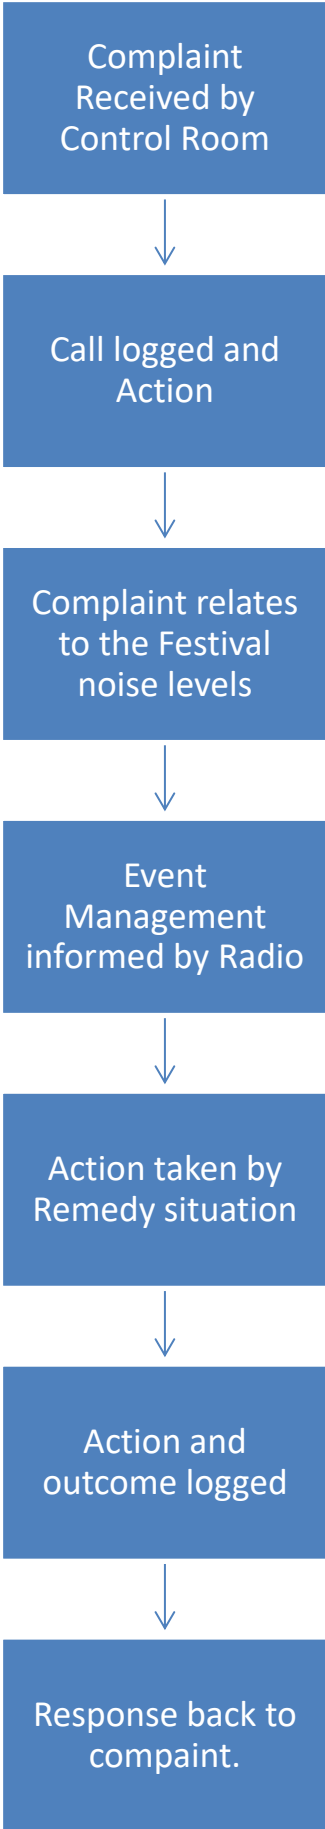 Complaint
Received by
Control Room
Call logged and
Action
Complaint relates
to the Festival
noise levels
Event
Management
informed by Radio
Action taken by
Remedy situation
Action and
outcome logged
Response back to
compaint.